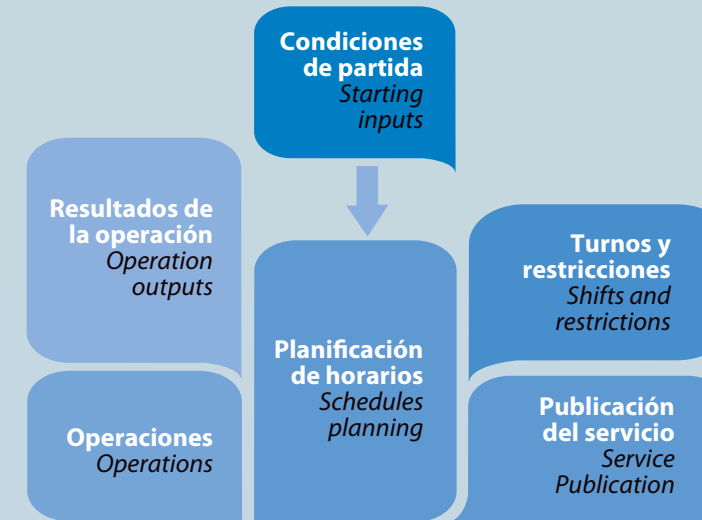 Condiciones
de partida
Starting
inputs
Resultados de
la operación
Operation
outputs
Operaciones
Operations
Planificación
de horarios
Schedules
planning
Turnos y
restricciones
Shifts and
restrictions
Publicación
del servicio
Service
Publication